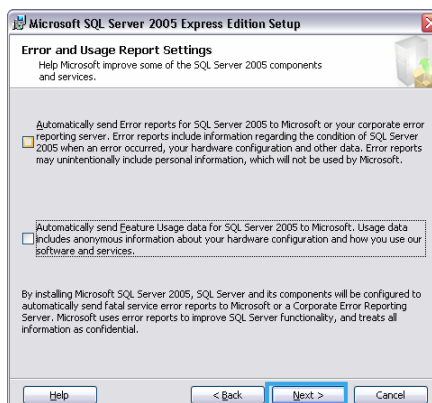 Microsoft SQL Server 2005 Express Edition Setup
Error and Usage Report Settings
Help Microsoft improve some of the SQL Server 2005 components
and services.
Automatically send Error reports for SQL Server 2005 to Microsoft or your corporate error
reporting server. Error reports include information regarding the condition of SQL Server
2005 when an error occurred, your hardware configuration and other data. Error reports
may unintentionally include personal information, which will not be used by Microsoft.
Automatically send Feature Usage data for SQL Server 2005 to Microsoft. Usage data
includes anonymous information about your hardware configuration and how you use our
software and services.
By installing Microsoft SQL Server 2005, SQL Server and its components will be configured to
automatically send fatal service error reports to Microsoft or a Corporate Error Reporting
Server. Microsoft uses error reports to improve SQL Server functionality, and treats all
information as confidential.
Help
< Back
Next >
Cancel